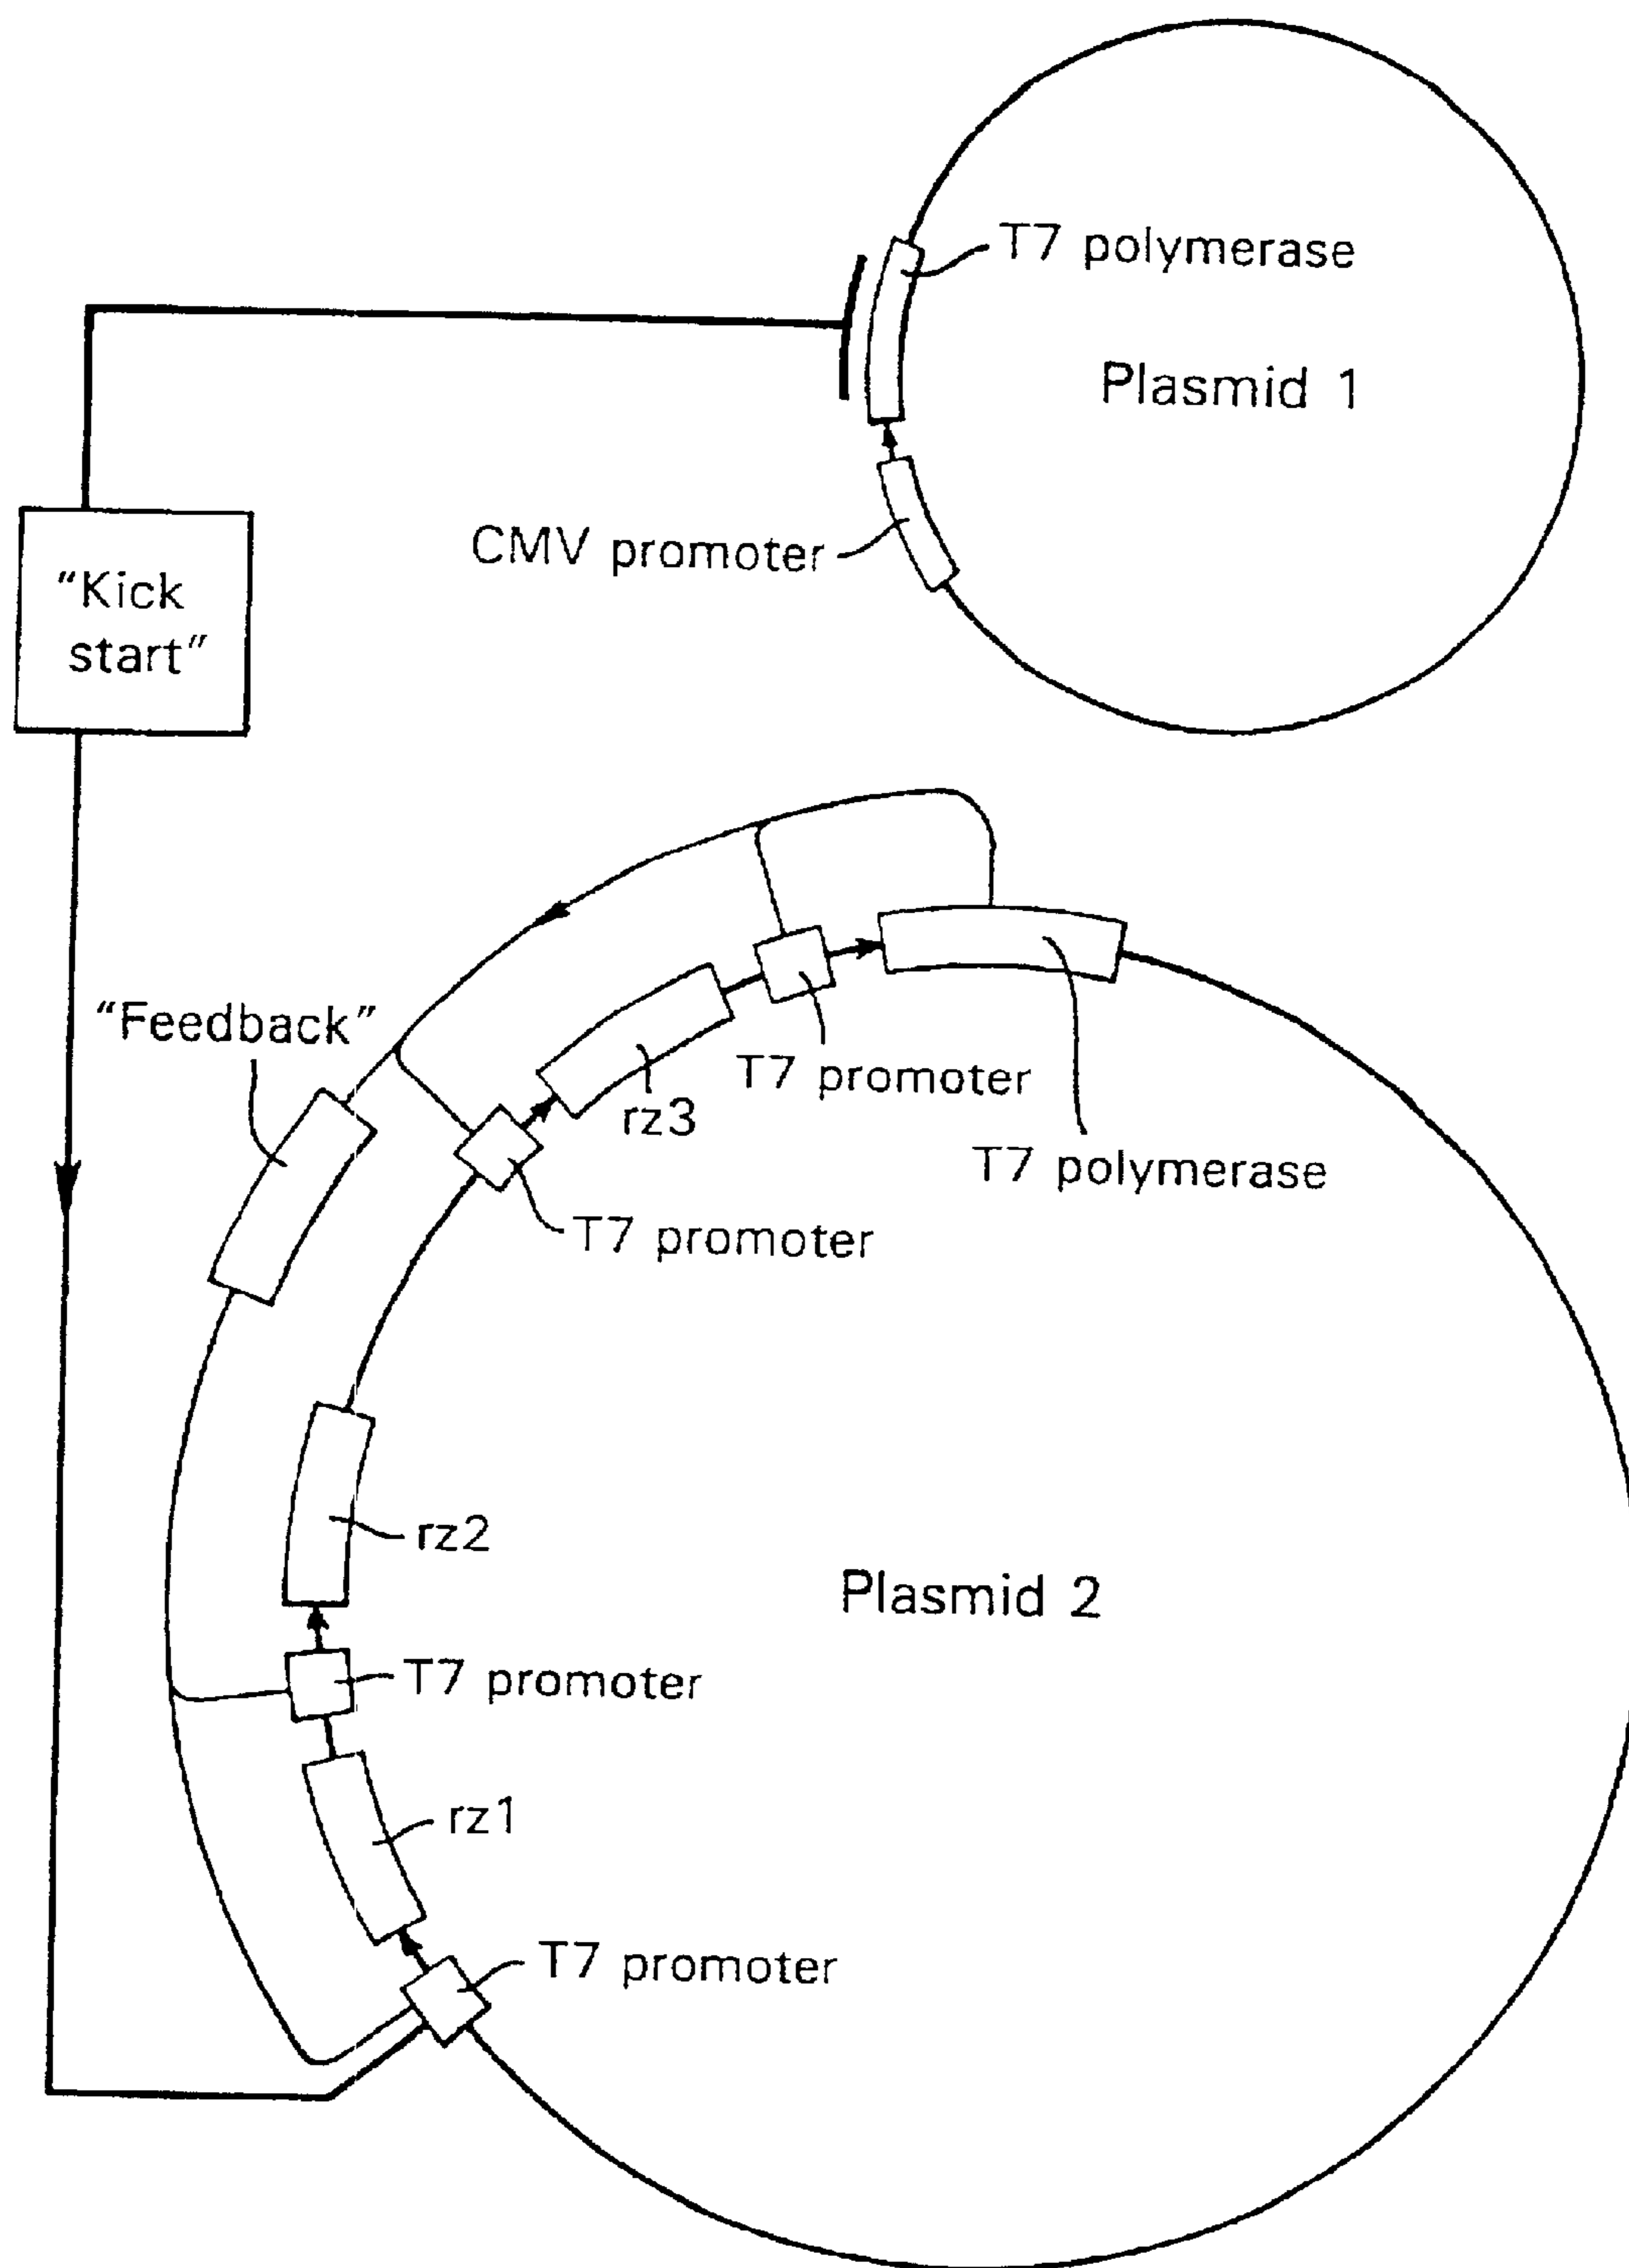 T7 polymerase
Plasmid 1
CMV promoter
“Kick
start”
“Feedback”
T7 promoter
rz3
T7 polymerase
T7 promoter
rz2
Plasmid 2
T7 promoter
rz1
T7 promoter